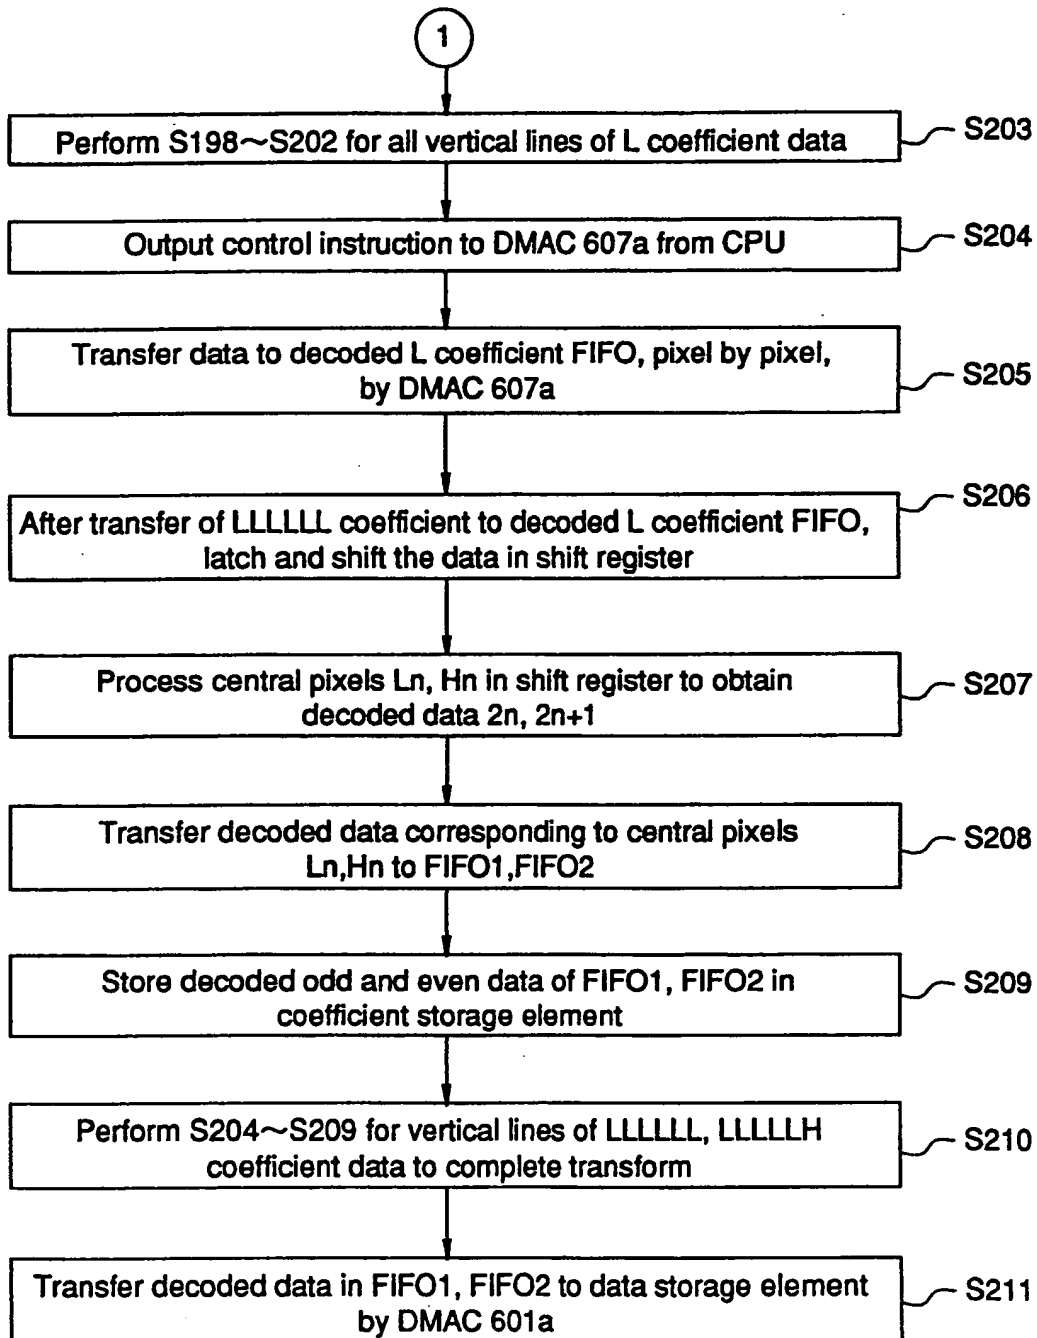 1
Perform S198~S202 for all vertical lines of L coefficient data
S203
Output control instruction to DMAC 607a from CPU
S204
Transfer data to decoded L coefficient FIFO, pixel by pixel,
by DMAC 607a
S205
After transfer of LLLLLL coefficient to decoded L coefficient FIFO,
latch and shift the data in shift register
S206
Process central pixels Ln, Hn in shift register to obtain
decoded data 2n, 2n+1
S207
Transfer decoded data corresponding to central pixels
Ln,Hn to FIFO1,FIFO2
S208
Store decoded odd and even data of FIFO1, FIFO2 in
coefficient storage element
S209
Perform S204~S209 for vertical lines of LLLLLL, LLLLLH
coefficient data to complete transform
S210
Transfer decoded data in FIFO1, FIFO2 to data storage element
by DMAC 601a
S211